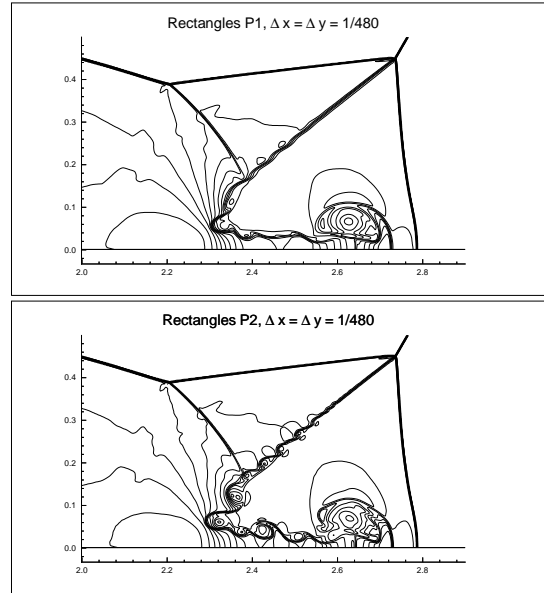 Rectangles P1, Δ x = Δ y = 1/480
0.4
0.3
0.2
0.1
0.0
2.0 2.2 2.4 2.6 2.8
Rectangles P2, Δ x = Δ y = 1/480
0.4
0.3
0.2
0.1
0.0
2.0 2.2 2.4 2.6 2.8